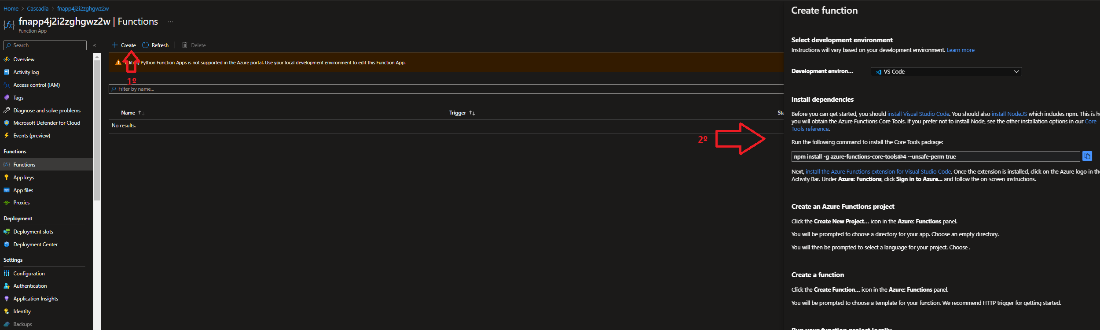 Home > Cascadia > fnapp4j2i2zghgwz2w
fnapp4j2i2zghgwz2w | Functions ...
Function App
Search
Overview
Activity log
Access control (IAM)
Tags
Diagnose and solve problems
Microsoft Defender for Cloud
Events (preview)
Functions
Functions
App keys
App files
Proxies
Deployment
Deployment slots
Deployment Center
Settings
Configuration
Authentication
Application Insights
Identity
Backups
+ Create Refresh Delete
1º
Python Function Apps is not supported in the Azure portal. Use your local development environment to edit this Function App.
Filter by name...
Name ↑↓ Trigger ↑↓
No results.
2º
Create function
Select development environment
Instructions will vary based on your development environment. Learn more
Development environ... VS Code
Install dependencies
Before you can get started, you should install Visual Studio Code. You should also install Node.JS which includes npm. This is h
you will obtain the Azure Functions Core Tools. If you prefer not to install Node, see the other installation options in our Core
Tools reference.
Run the following command to install the Core Tools package:
npm install -g azure-functions-core-tools@4 --unsafe-perm true
Next, install the Azure Functions extension for Visual Studio Code. Once the extension is installed, click on the Azure logo in the
Activity Bar. Under Azure: Functions, click Sign in to Azure... and follow the on-screen instructions.
Create an Azure Functions project
Click the Create New Project... icon in the Azure: Functions panel.
You will be prompted to choose a directory for your app. Choose an empty directory.
You will then be prompted to select a language for your project. Choose .
Create a function
Click the Create Function... icon in the Azure: Functions panel.
You will be prompted to choose a template for your function. We recommend HTTP trigger for getting started.
Run your function project locally